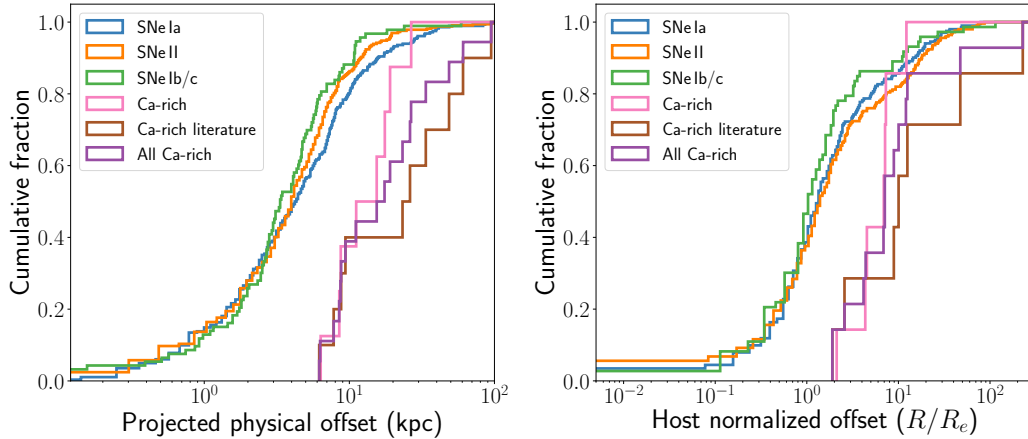 Cumulative fraction
1.0
0.8
0.6
0.4
0.2
0.0
SNe Ia
SNe II
SNe Ib/c
Ca-rich
Ca-rich literature
All Ca-rich
10^0
10^1
10^2
Projected physical offset (kpc)
Cumulative fraction
1.0
0.8
0.6
0.4
0.2
0.0
SNe Ia
SNe II
SNe Ib/c
Ca-rich
Ca-rich literature
All Ca-rich
10^−2
10^−1
10^0
10^1
10^2
Host normalized offset (R/R_e)